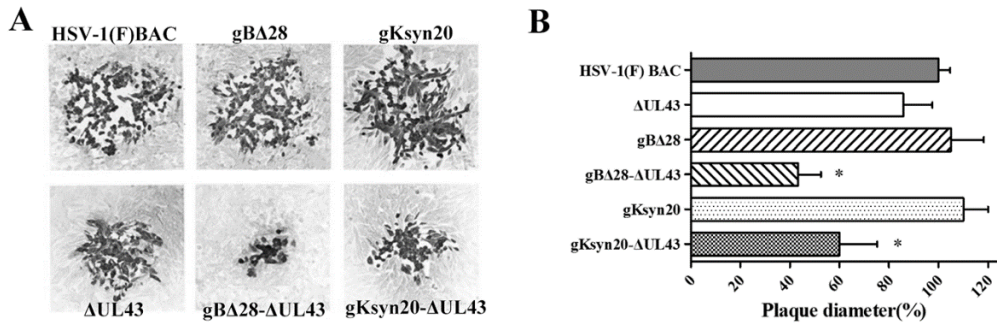 A
HSV-1(F)BAC gBΔ28 gKsyn20
ΔUL43 gBΔ28-ΔUL43 gKsyn20-ΔUL43
B
HSV-1(F) BAC
ΔUL43
gBΔ28
gBΔ28-ΔUL43 *
gKsyn20
gKsyn20-ΔUL43 *
0 20 40 60 80 100 120
Plaque diameter(%)